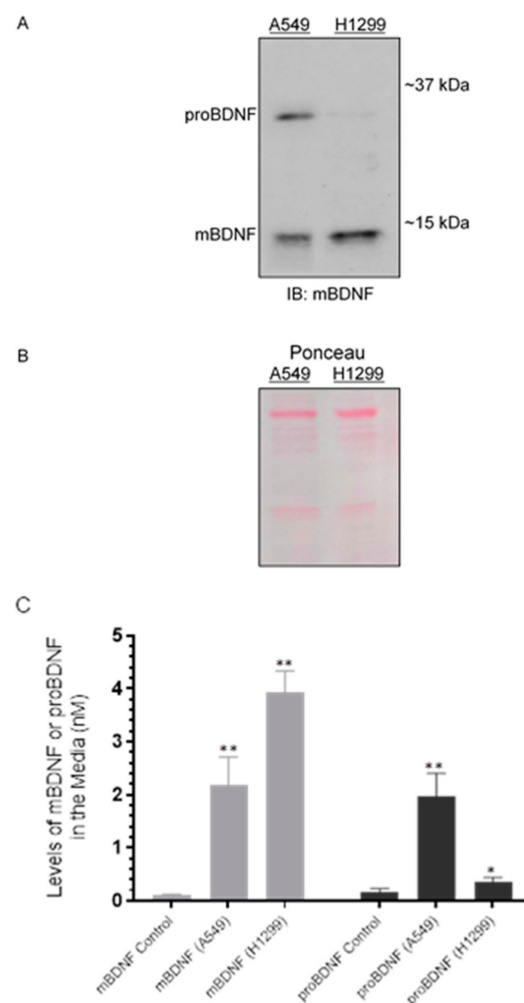 A
A549 H1299
~37 kDa
proBDNF
~15 kDa
mBDNF
IB: mBDNF
B
Ponceau
A549 H1299
C
Levels of mBDNF or proBDNF
in the Media (nM)
5
4
3
2
1
0
**
**
**
*
mBDNF Control
mBDNF (A549)
mBDNF (H1299)
proBDNF Control
proBDNF (A549)
proBDNF (H1299)